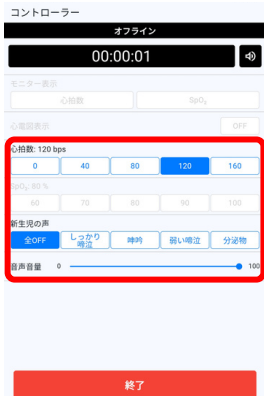 コントローラー
オフライン
00:00:01
モニター表示
心拍数 SpO₂
心電図表示 OFF
心拍数: 120 bps
0 40 80 120 160
SpO₂: 80 %
60 70 80 90 100
新生児の声
全OFF しっかり啼泣 呻吟 弱い啼泣 分泌物
音声音量 0 100
終了